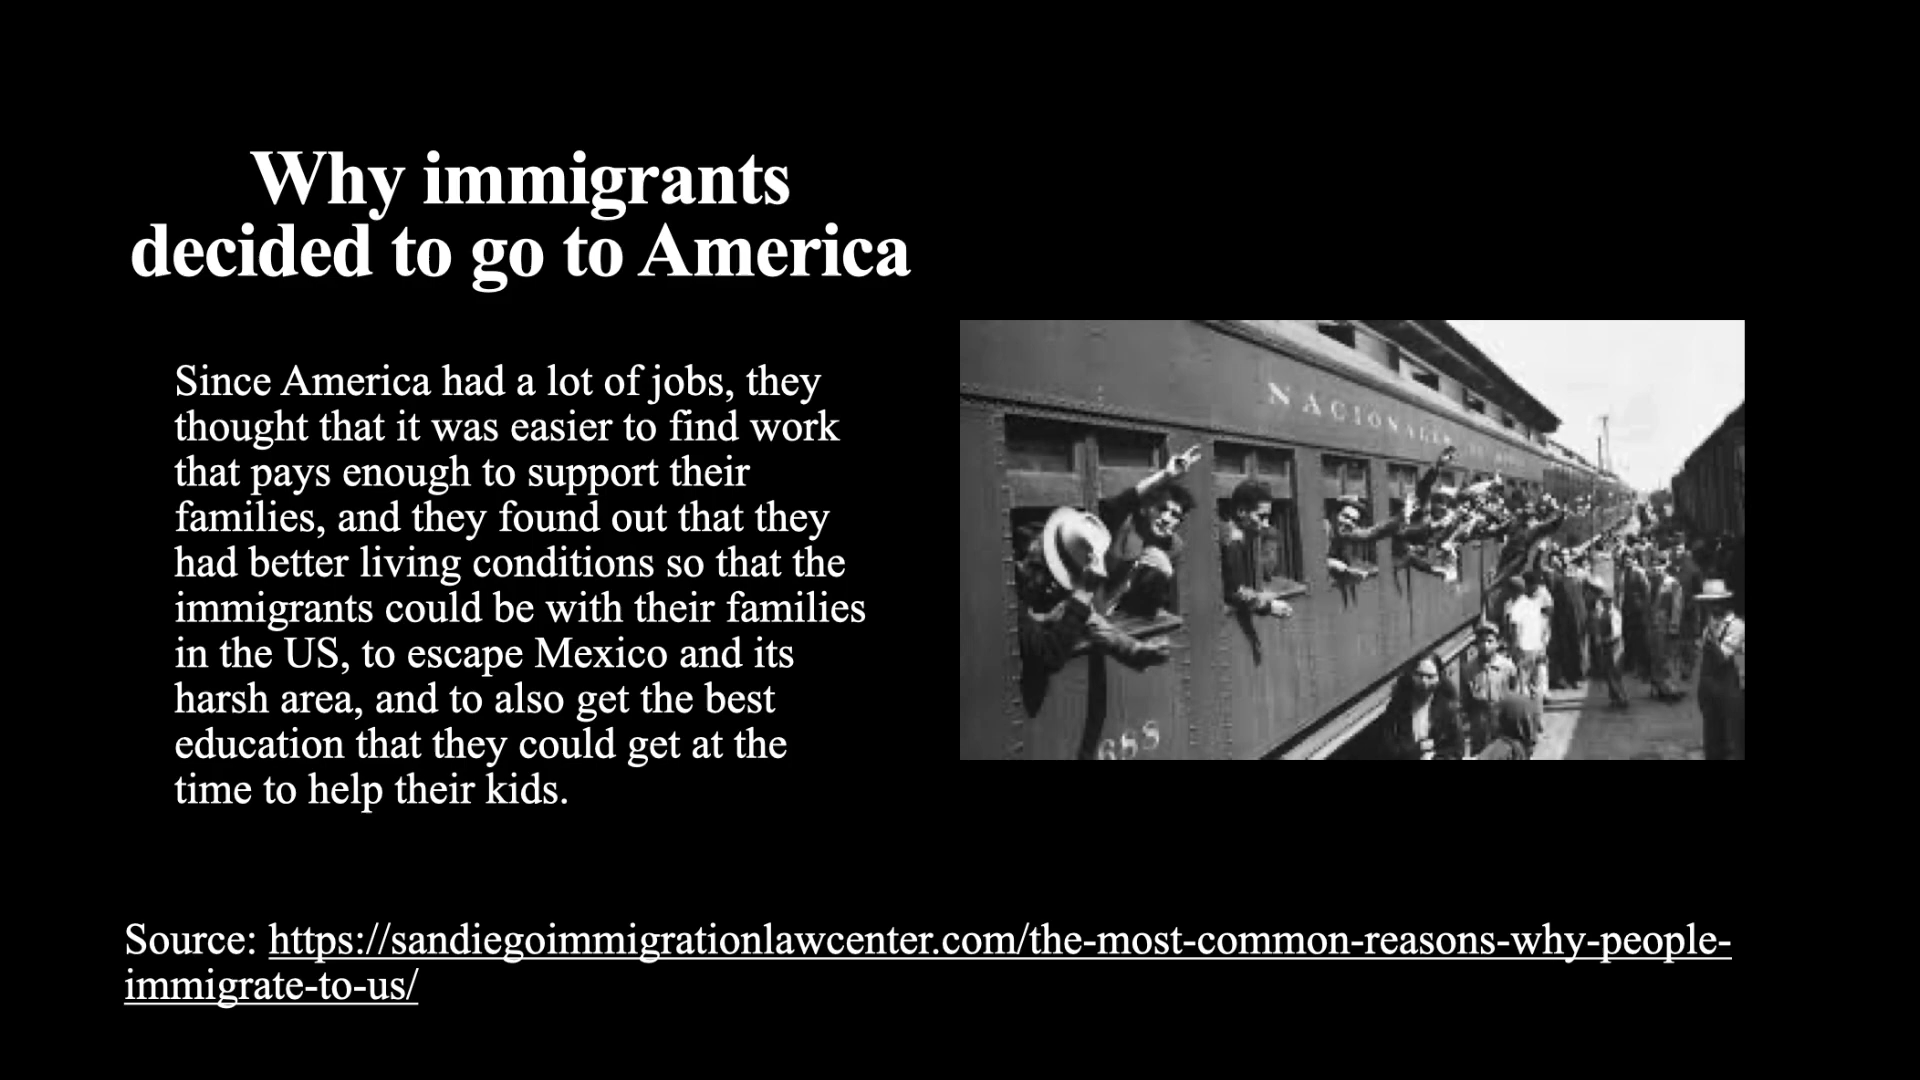 Why immigrants
decided to go to America
Since America had a lot of jobs, they
thought that it was easier to find work
that pays enough to support their
families, and they found out that they
had better living conditions so that the
immigrants could be with their families
in the US, to escape Mexico and its
harsh area, and to also get the best
education that they could get at the
time to help their kids.
NACIONALES
688
Source: https://sandiegoimmigrationlawcenter.com/the-most-common-reasons-why-people-
immigrate-to-us/